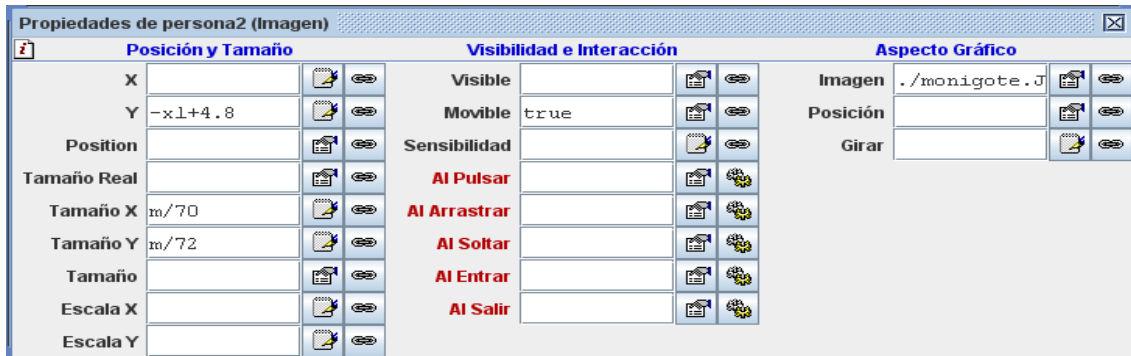 Propiedades de persona2 (Imagen)
Posición y Tamaño Visibilidad e Interacción Aspecto Gráfico
X Visible Imagen ./monigote.J
Y -xl+4.8 Movible true Posición
Position Sensibilidad Girar
Tamaño Real Al Pulsar
Tamaño X m/70 Al Arrastrar
Tamaño Y m/72 Al Soltar
Tamaño Al Entrar
Escala X Al Salir
Escala Y